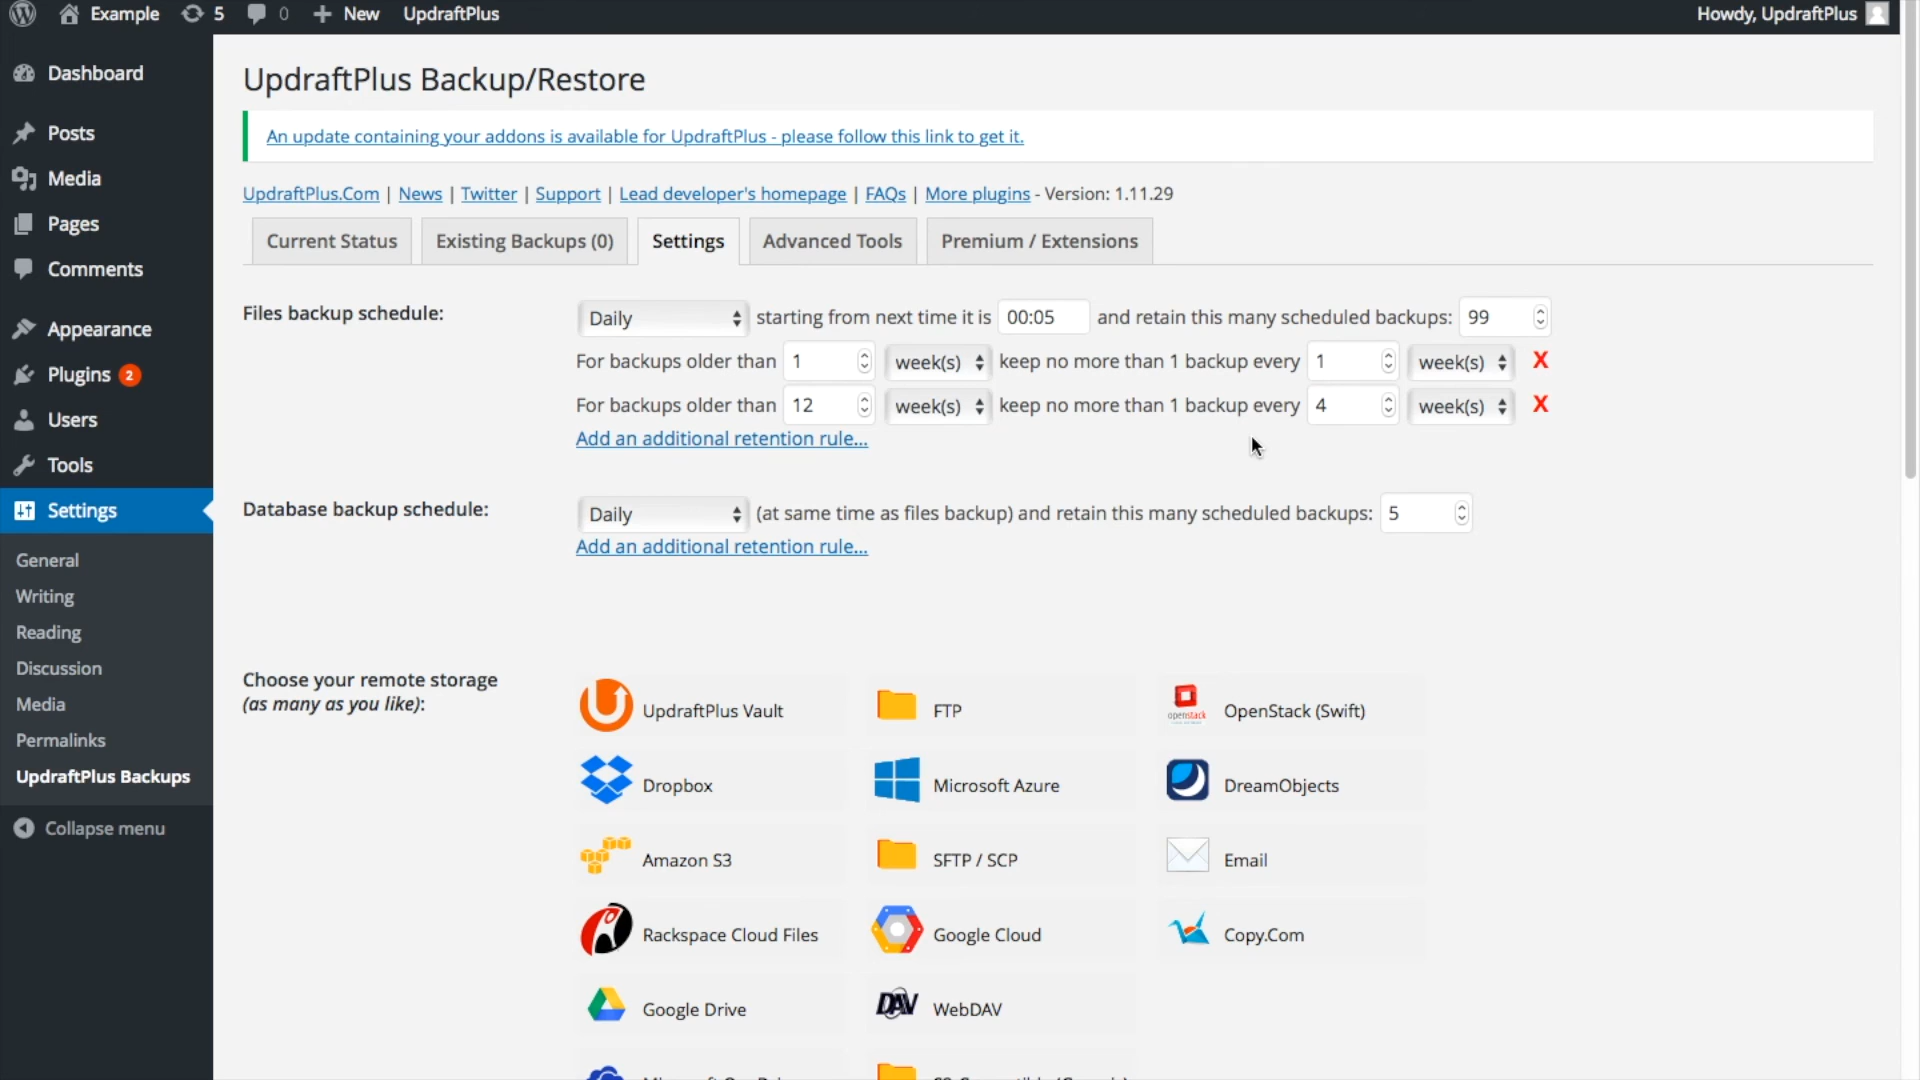 Example 5 0 New UpdraftPlus Howdy, UpdraftPlus
Dashboard
Posts
Media
Pages
Comments
Appearance
Plugins 2
Users
Tools
Settings
General
Writing
Reading
Discussion
Media
Permalinks
UpdraftPlus Backups
Collapse menu
UpdraftPlus Backup/Restore
An update containing your addons is available for UpdraftPlus - please follow this link to get it.
UpdraftPlus.Com | News | Twitter | Support | Lead developer's homepage | FAQs | More plugins - Version: 1.11.29
Current Status Existing Backups (0) Settings Advanced Tools Premium / Extensions
Files backup schedule: Daily starting from next time it is 00:05 and retain this many scheduled backups: 99
For backups older than 1 week(s) keep no more than 1 backup every 1 week(s) X
For backups older than 12 week(s) keep no more than 1 backup every 4 week(s) X
Add an additional retention rule...
Database backup schedule: Daily (at same time as files backup) and retain this many scheduled backups: 5
Add an additional retention rule...
Choose your remote storage
(as many as you like):
UpdraftPlus Vault FTP openstack OpenStack (Swift)
Dropbox Microsoft Azure DreamObjects
Amazon S3 SFTP / SCP Email
Rackspace Cloud Files Google Cloud Copy.Com
Google Drive DAV WebDAV